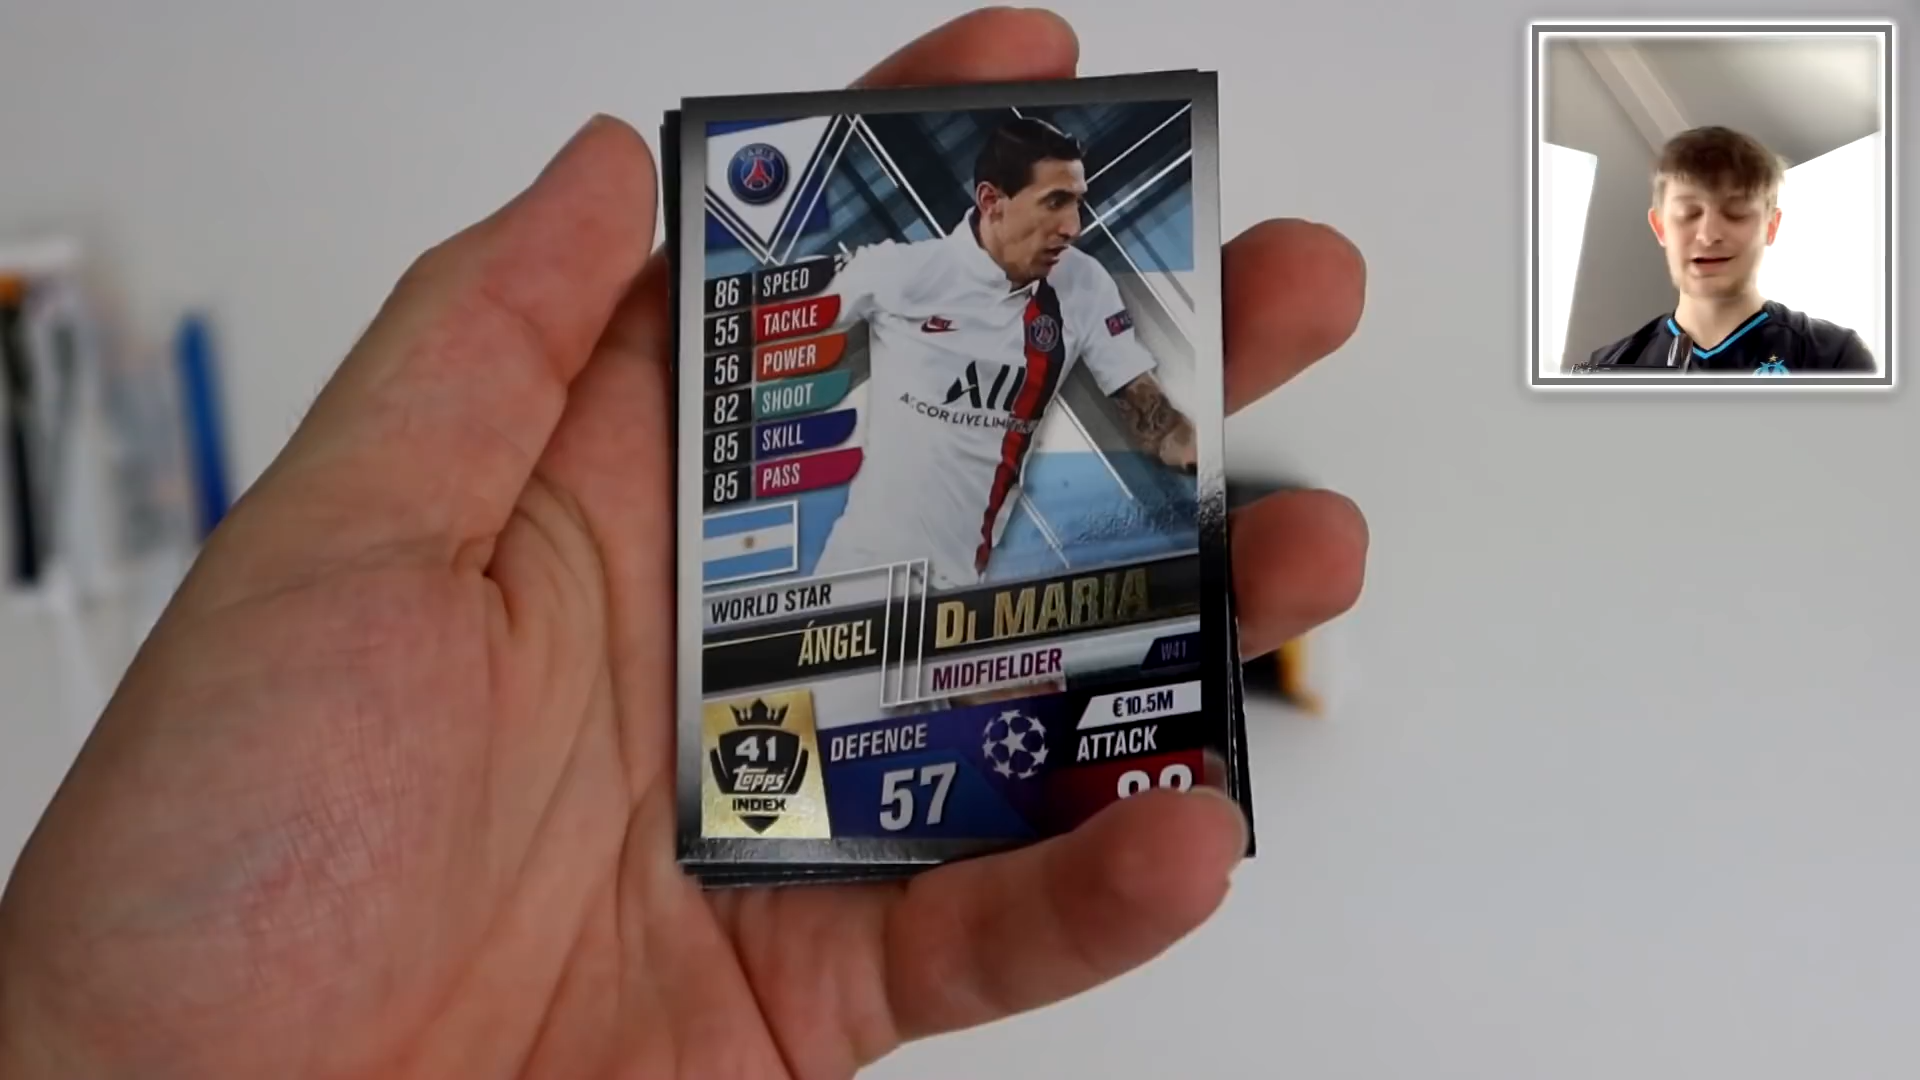 PARIS
86 SPEED
55 TACKLE
56 POWER
82 SHOOT
85 SKILL
85 PASS
ALL
ACCOR LIVE
WORLD STAR
ÁNGEL DI MARIA
MIDFIELDER
W41
€10.5M
41
Topps
INDEX
DEFENCE
57
ATTACK